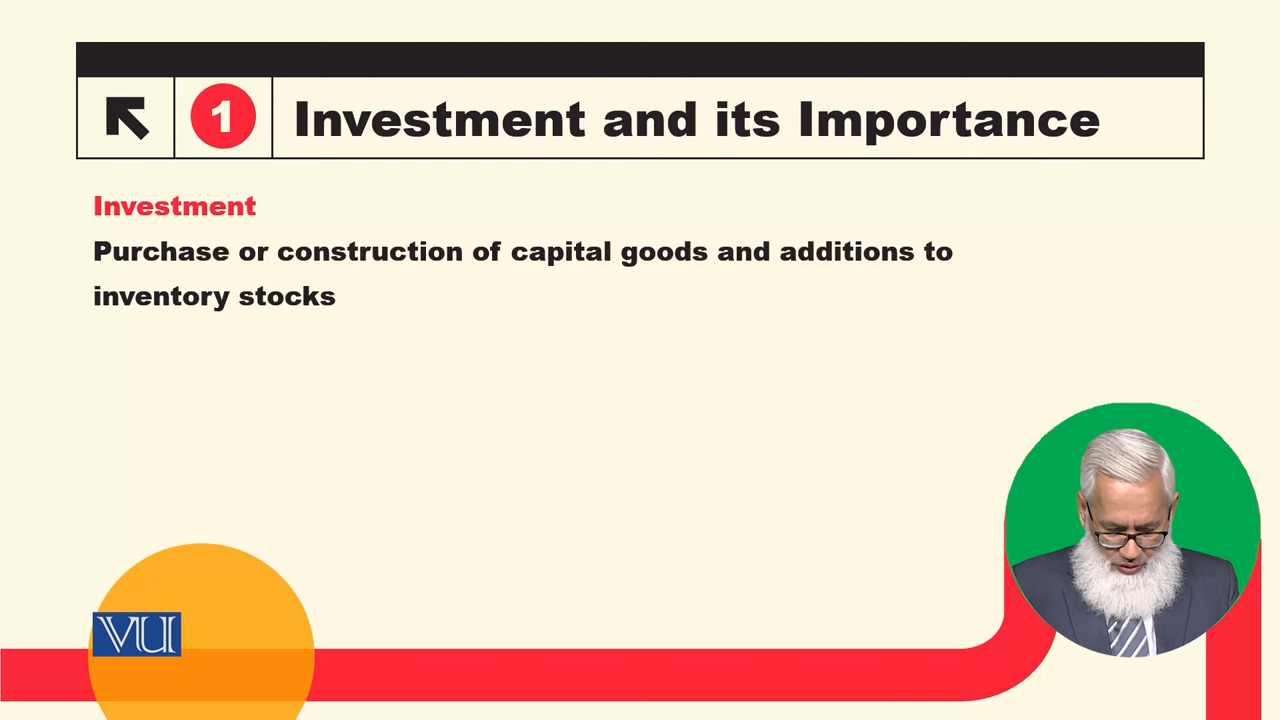 1
Investment and its Importance
Investment
Purchase or construction of capital goods and additions to
inventory stocks
VU